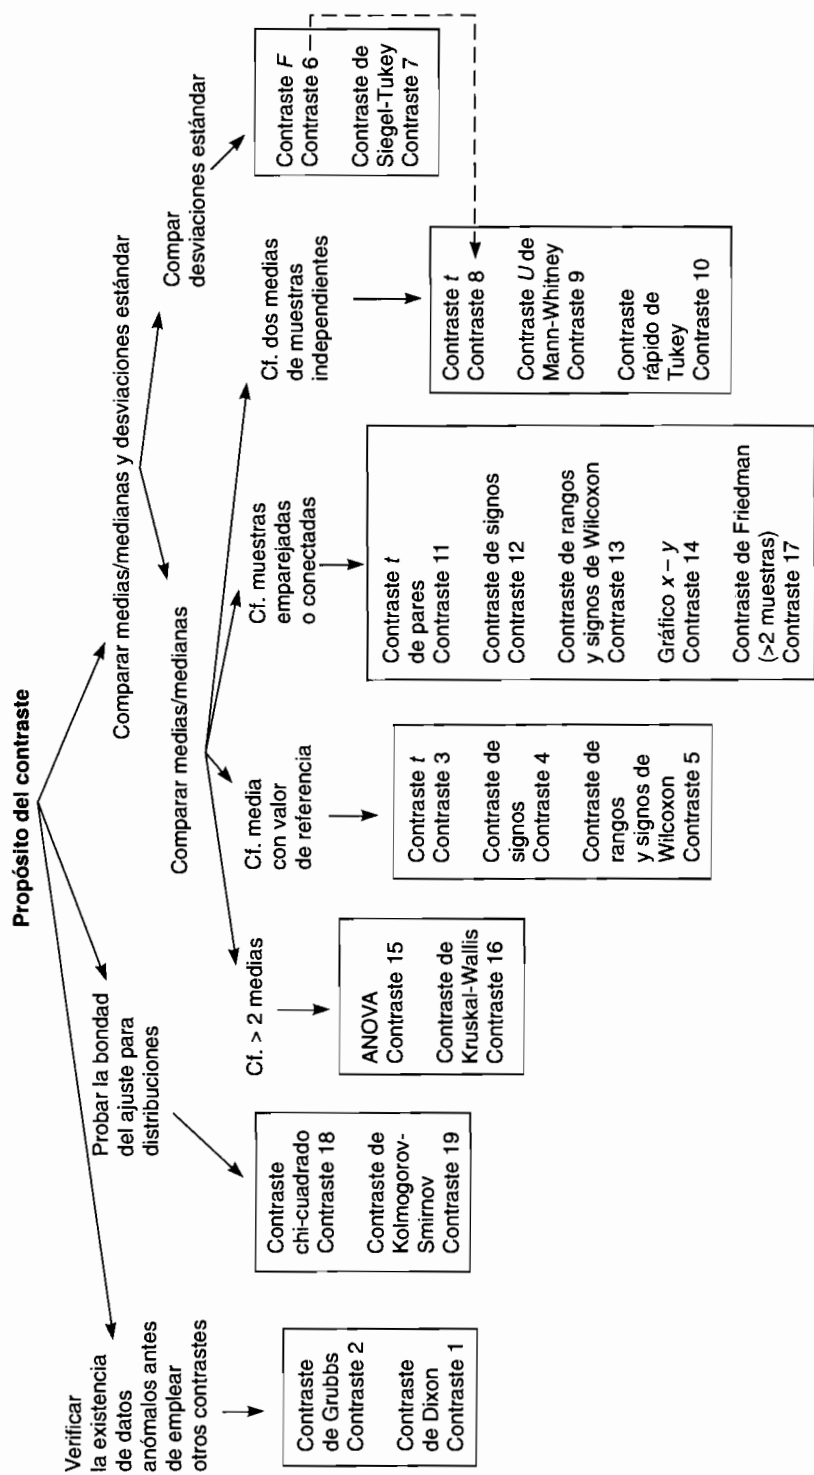 Propósito del contraste
Verificar
la existencia
de datos
anómalos antes
de emplear
otros contrastes
Contraste
de Grubbs
Contraste 2
Contraste
de Dixon
Contraste 1
Probar la bondad
del ajuste para
distribuciones
Contraste
chi-cuadrado
Contraste 18
Contraste de
Kolmogorov-
Smirnov
Contraste 19
Comparar medias/medianas y desviaciones estándar
Comparar medias/medianas
Cf. > 2 medias
ANOVA
Contraste 15
Contraste de
Kruskal-Wallis
Contraste 16
Cf. media
con valor
de referencia
Contraste t
Contraste 3
Contraste de
signos
Contraste 4
Contraste de
rangos
y signos de
Wilcoxon
Contraste 5
Cf. muestras
emparejadas
o conectadas
Contraste t
de pares
Contraste 11
Contraste de signos
Contraste 12
Contraste de rangos
y signos de Wilcoxon
Contraste 13
Gráfico x – y
Contraste 14
Contraste de Friedman
(>2 muestras)
Contraste 17
Cf. dos medias
de muestras
independientes
Contraste t
Contraste 8
Contraste U de
Mann-Whitney
Contraste 9
Contraste
rápido de
Tukey
Contraste 10
Compar
desviaciones estándar
Contraste F
Contraste 6
Contraste de
Siegel-Tukey
Contraste 7